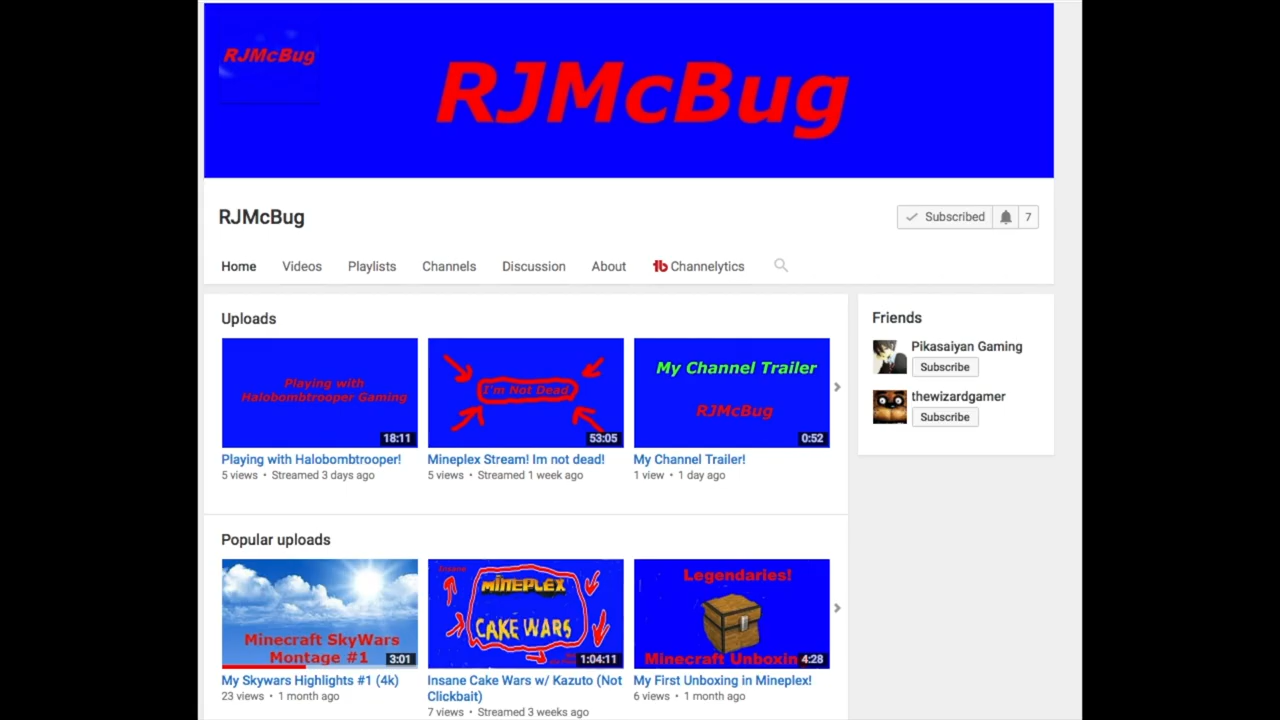 RJMcBug
RJMcBug
RJMcBug
Subscribed 7
Home Videos Playlists Channels Discussion About Channelytics
Uploads
Playing with
Halobombtrooper Gaming
18:11
I'm Not Dead
53:05
My Channel Trailer
RJMcBug
0:52
Playing with Halobombtrooper!
5 views • Streamed 3 days ago
Mineplex Stream! Im not dead!
5 views • Streamed 1 week ago
My Channel Trailer!
1 view • 1 day ago
Friends
Pikasaiyan Gaming
Subscribe
thewizardgamer
Subscribe
Popular uploads
Minecraft SkyWars
Montage #1
3:01
Insane
MINEPLEX
CAKE WARS
1:04:11
Legendaries!
Minecraft Unboxin
4:28
My Skywars Highlights #1 (4k)
23 views • 1 month ago
Insane Cake Wars w/ Kazuto (Not
Clickbait)
7 views • Streamed 3 weeks ago
My First Unboxing in Mineplex!
6 views • 1 month ago